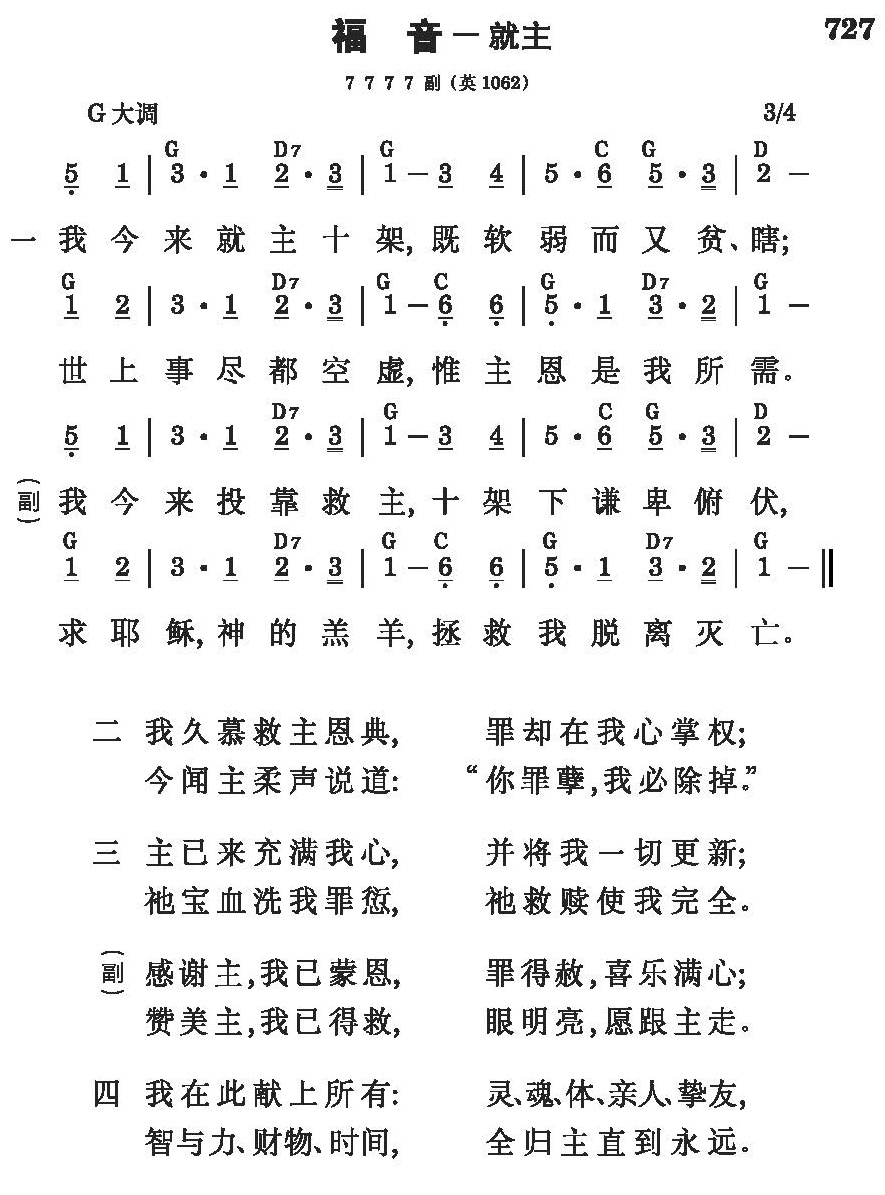 福 音－就主 727
7 7 7 7 副（英1062）
G大调 3/4
G D7 G C G D
5 1 | 3 · 1 2 · 3 | 1 － 3 4 | 5 · 6 5 · 3 | 2 －
一 我今来就主十架，既软弱而又贫、瞎；
G D7 G C G D7 G
1 2 | 3 · 1 2 · 3 | 1 － 6 6 | 5 · 1 3 · 2 | 1 －
世上事尽都空虚，惟主恩是我所需。
D7 G C G D
5 1 | 3 · 1 2 · 3 | 1 － 3 4 | 5 · 6 5 · 3 | 2 －
（副） 我今来投靠救主，十架下谦卑俯伏，
G D7 G C G D7 G
1 2 | 3 · 1 2 · 3 | 1 － 6 6 | 5 · 1 3 · 2 | 1 － ‖
求耶稣，神的羔羊，拯救我脱离灭亡。
二 我久慕救主恩典， 罪却在我心掌权；
今闻主柔声说道： “你罪孽，我必除掉。”
三 主已来充满我心， 并将我一切更新；
祂宝血洗我罪愆， 祂救赎使我完全。
（副） 感谢主，我已蒙恩， 罪得赦，喜乐满心；
赞美主，我已得救， 眼明亮，愿跟主走。
四 我在此献上所有： 灵、魂、体、亲人、挚友，
智与力、财物、时间， 全归主直到永远。